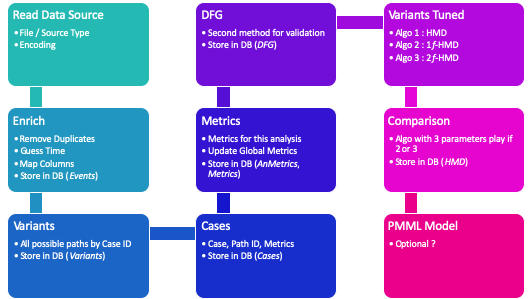 Read Data Source
• File / Source Type
• Encoding
Enrich
• Remove Duplicates
• Guess Time
• Map Columns
• Store in DB (Events)
Variants
• All possible paths by Case ID
• Store in DB (Variants)
Cases
• Case, Path ID, Metrics
• Store in DB (Cases)
Metrics
• Metrics for this analysis
• Update Global Metrics
• Store in DB (AnMetrics,
Metrics)
DFG
• Second method for validation
• Store in DB (DFG)
Variants Tuned
• Algo 1 : HMD
• Algo 2 : 1f-HMD
• Algo 3 : 2f-HMD
Comparison
• Algo with 3 parameters play if
2 or 3
• Store in DB (HMD)
PMML Model
• Optional ?